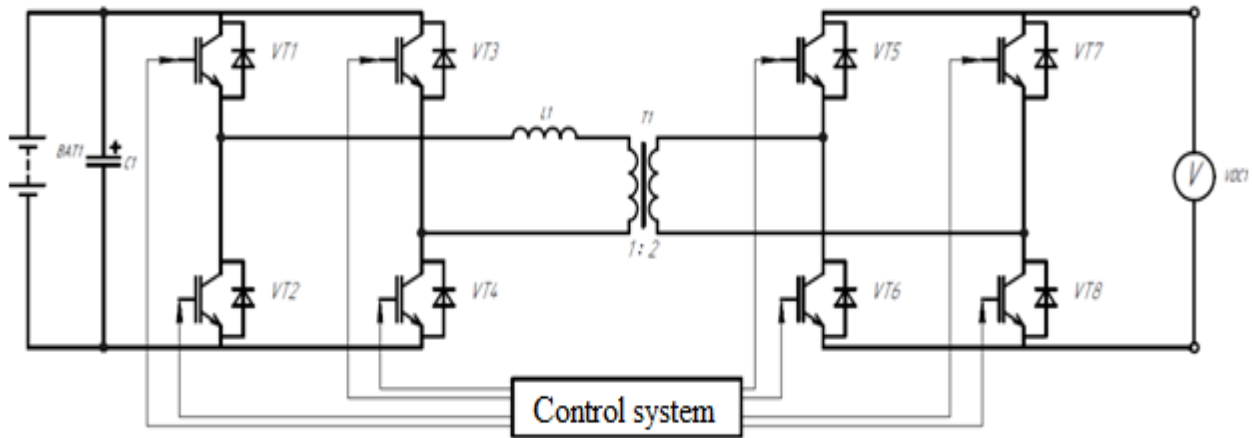 VT1
VT3
VT5
VT7
L1
T1
BAT1
+
C1
V
VDC1
1:2
VT2
VT4
VT6
VT8
Control system